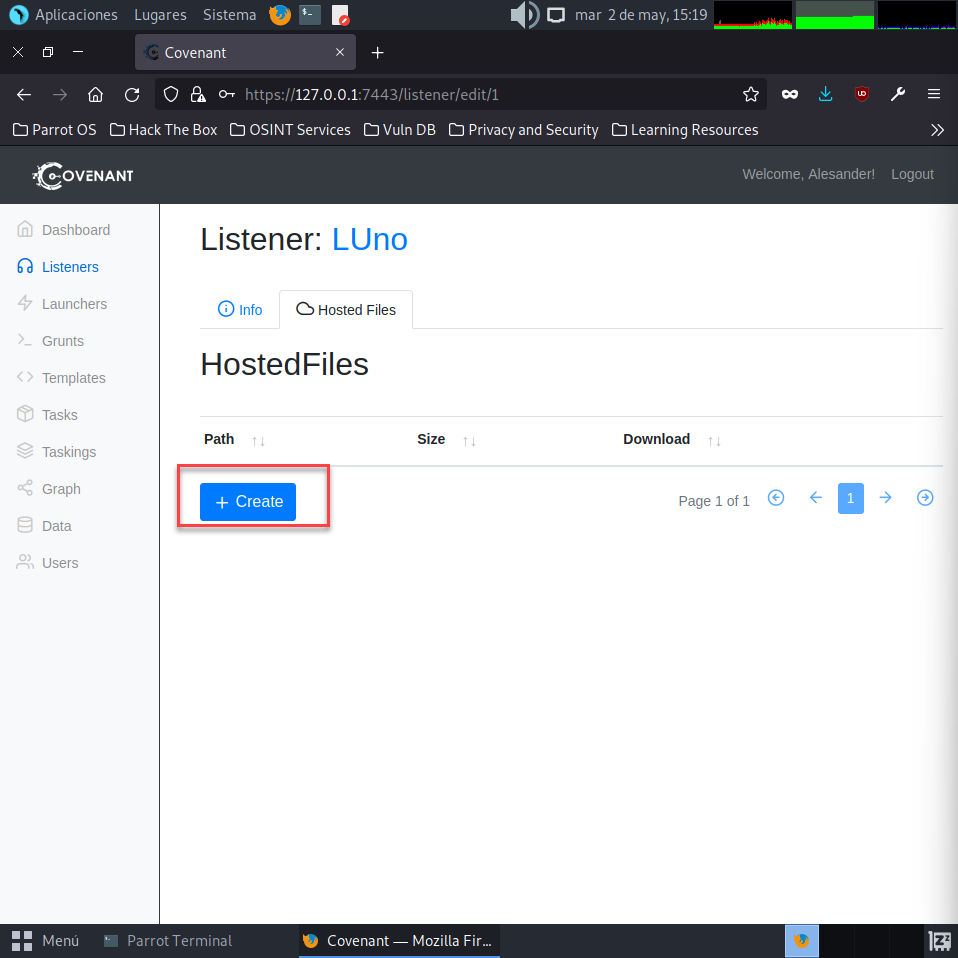 Aplicaciones Lugares Sistema mar 2 de may, 15:19
Covenant
https://127.0.0.1:7443/listener/edit/1
Parrot OS Hack The Box OSINT Services Vuln DB Privacy and Security Learning Resources
COVENANT Welcome, Alesander! Logout
Dashboard
Listeners
Launchers
Grunts
Templates
Tasks
Taskings
Graph
Data
Users
Listener: LUno
Info Hosted Files
HostedFiles
Path Size Download
+ Create Page 1 of 1 1
Menú Parrot Terminal Covenant — Mozilla Fir...